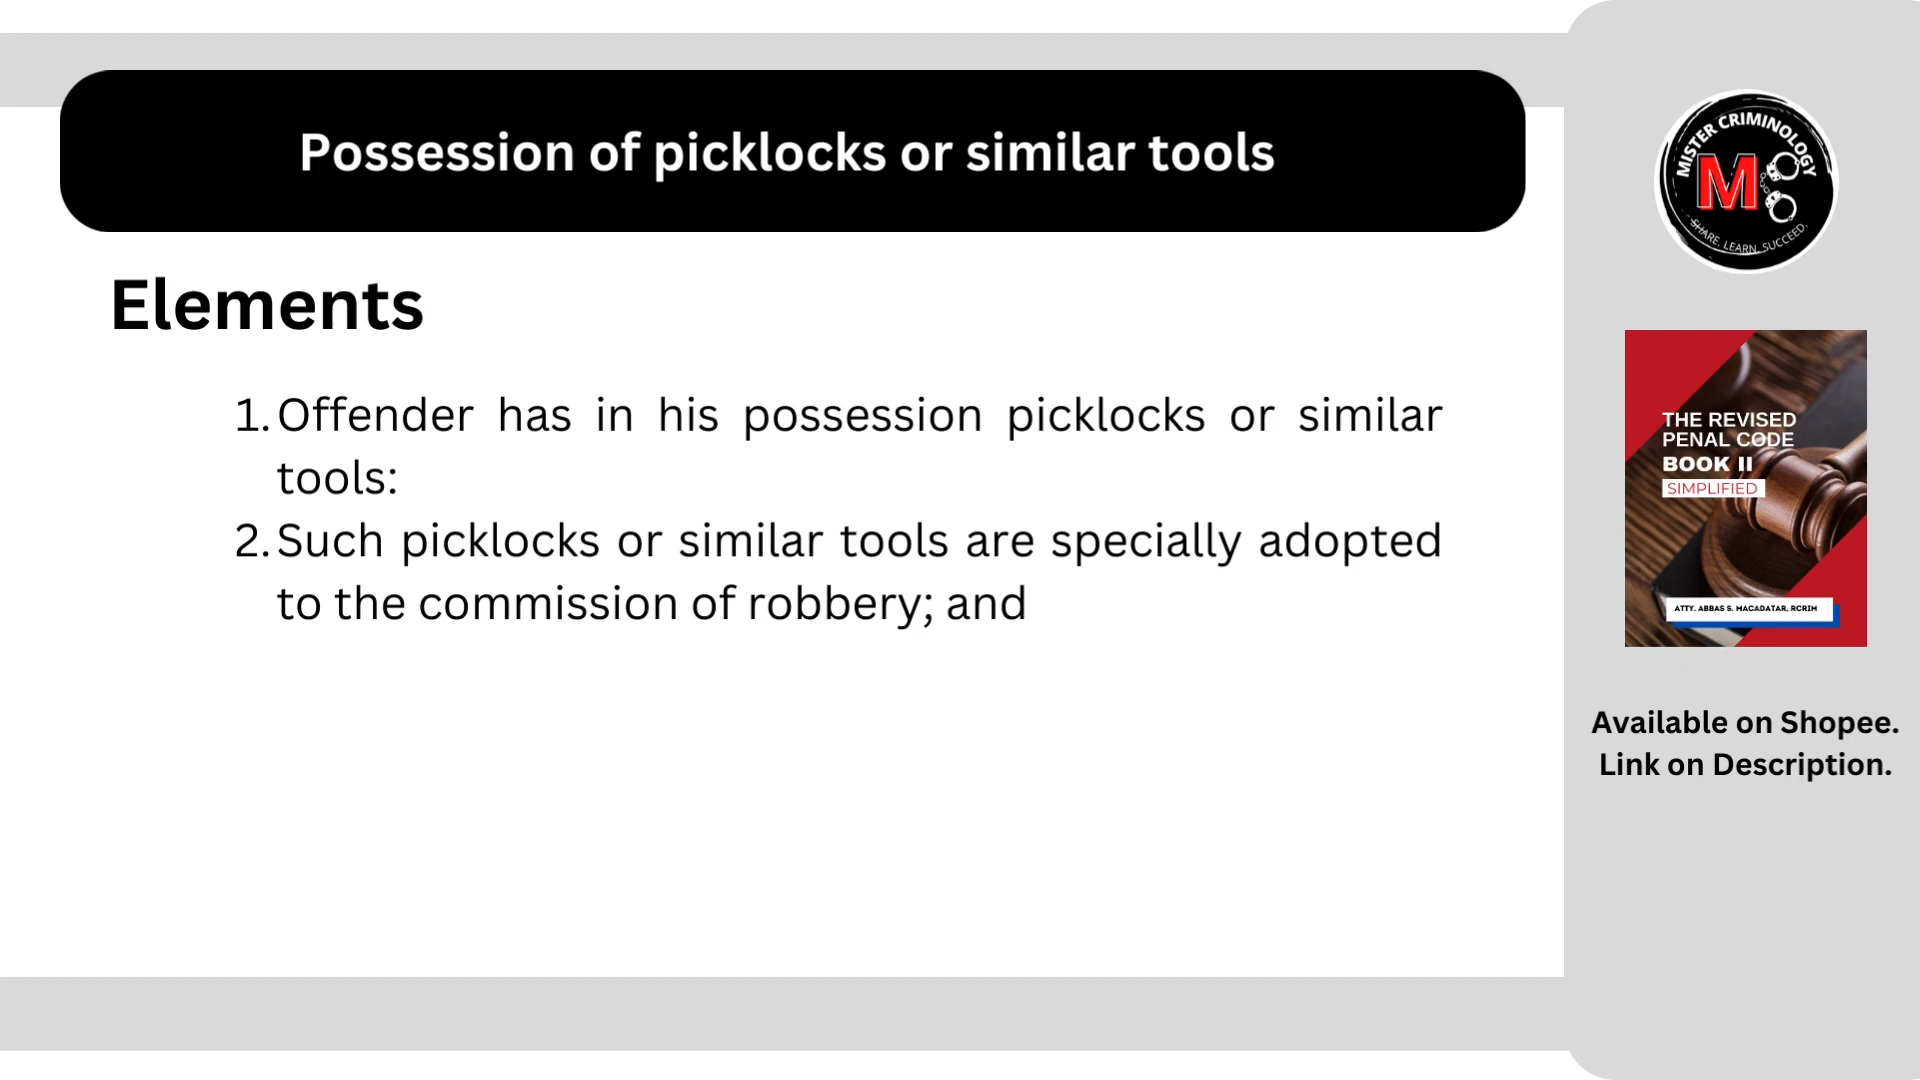 Possession of picklocks or similar tools
Elements
1. Offender has in his possession picklocks or similar
tools:
2. Such picklocks or similar tools are specially adopted
to the commission of robbery; and
MISTER CRIMINOLOGY
M
SHARE. LEARN. SUCCEED.
THE REVISED
PENAL CODE
BOOK II
SIMPLIFIED
ATTY. ABBAS S. MACADATAR, RCRIM
Available on Shopee.
Link on Description.